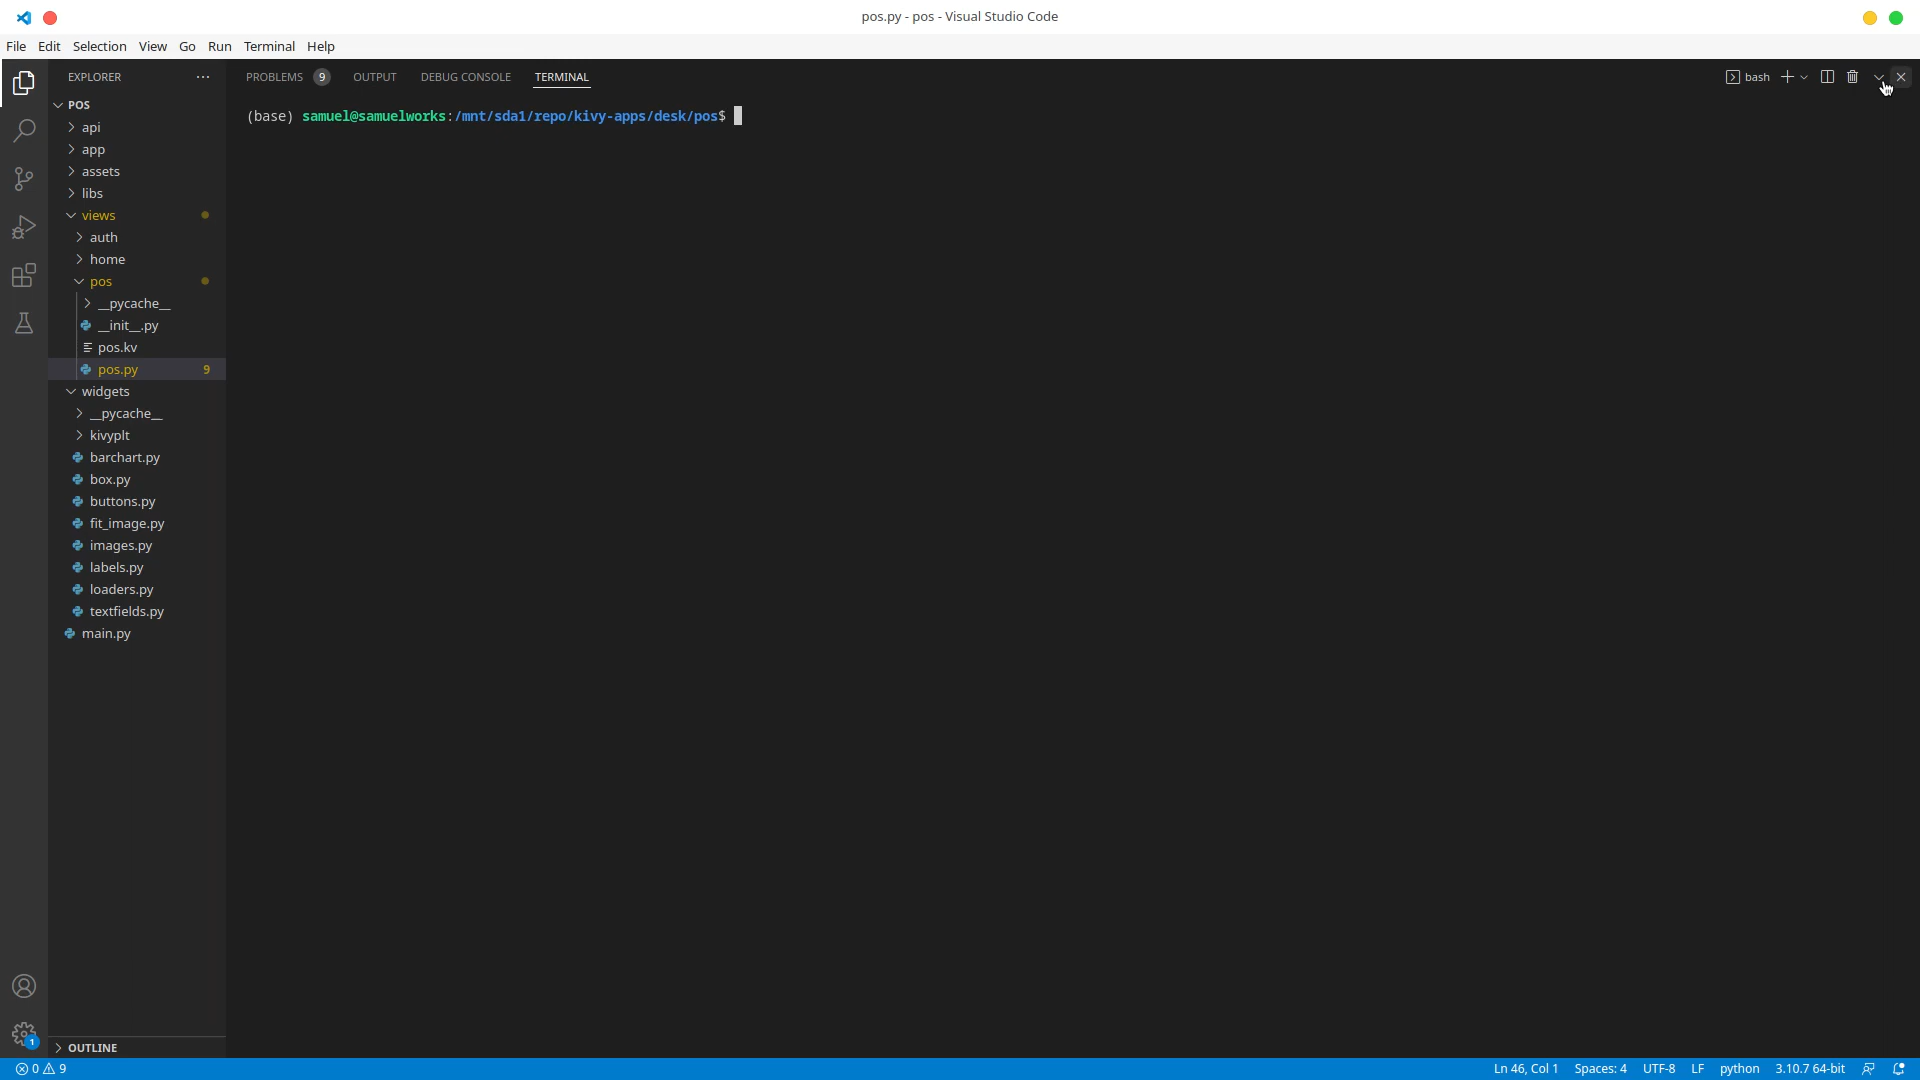 pos.py - pos - Visual Studio Code
File Edit Selection View Go Run Terminal Help
EXPLORER
PROBLEMS 9 OUTPUT DEBUG CONSOLE TERMINAL
bash
POS
api
app
assets
libs
views
auth
home
pos
__pycache__
__init__.py
pos.kv
pos.py 9
widgets
__pycache__
kivyplt
barchart.py
box.py
buttons.py
fit_image.py
images.py
labels.py
loaders.py
textfields.py
main.py
OUTLINE
(base) samuel@samuelworks:/mnt/sda1/repo/kivy-apps/desk/pos$
1
0 9
Ln 46, Col 1 Spaces: 4 UTF-8 LF python 3.10.7 64-bit